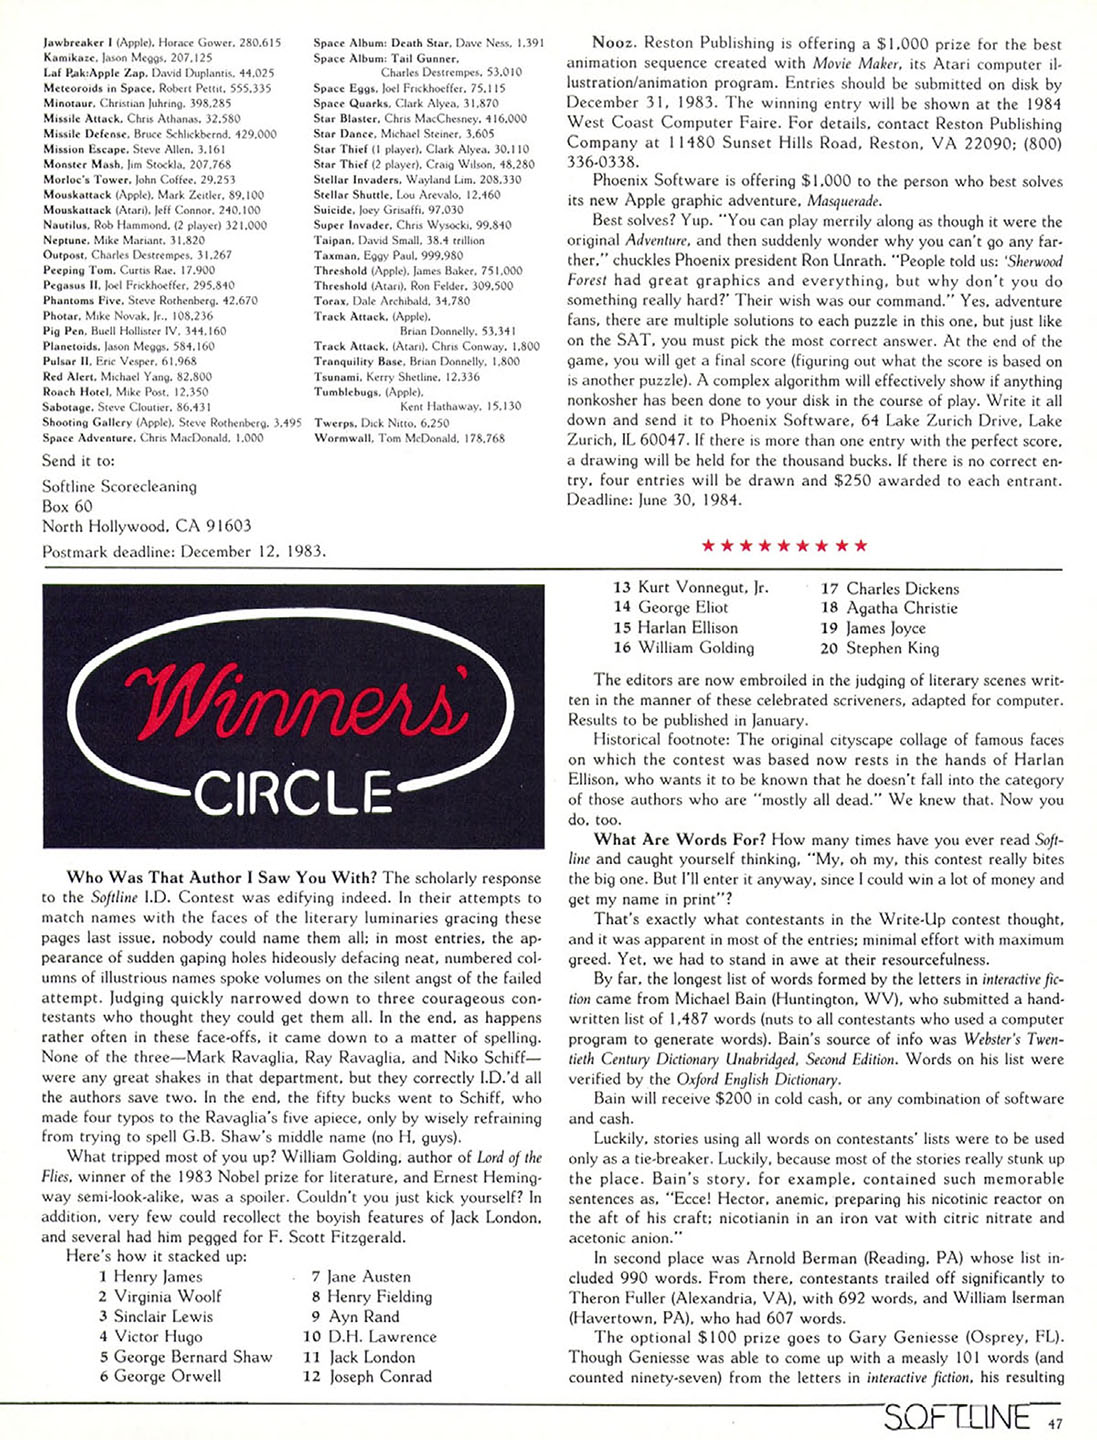 Jawbreaker I (Apple), Horace Gower, 280,615
Kamikaze, Jason Meggs, 207,125
Laf Pak:Apple Zap, David Duplantis, 44,025
Meteoroids in Space, Robert Pettit, 555,335
Minotaur, Christian Juhring, 398,285
Missile Attack, Chris Athanas, 32,580
Missile Defense, Bruce Schlickbernd, 429,000
Mission Escape, Steve Allen, 3,161
Monster Mash, Jim Stockla, 207,768
Morloc's Tower, John Coffee, 29,253
Mouskattack (Apple), Mark Zeitler, 89,100
Mouskattack (Atari), Jeff Connor, 240,100
Nautilus, Rob Hammond, (2 player) 321,000
Neptune, Mike Mariant, 31,820
Outpost, Charles Destrempes, 31,267
Peeping Tom, Curtis Rae, 17,900
Pegasus II, Joel Frickhoeffer, 295,840
Phantoms Five, Steve Rothenberg, 42,670
Photar, Mike Novak, Jr., 108,236
Pig Pen, Buell Hollister IV, 344,160
Planetoids, Jason Meggs, 584,160
Pulsar II, Eric Vesper, 61,968
Red Alert, Michael Yang, 82,800
Roach Hotel, Mike Post, 12,350
Sabotage, Steve Cloutier, 86,431
Shooting Gallery (Apple), Steve Rothenberg, 3,495
Space Adventure, Chris MacDonald, 1,000
Space Album: Death Star, Dave Ness, 1,391
Space Album: Tail Gunner,
Charles Destrempes, 53,010
Space Eggs, Joel Frickhoeffer, 75,115
Space Quarks, Clark Alyea, 31,870
Star Blaster, Chris MacChesney, 416,000
Star Dance, Michael Steiner, 3,605
Star Thief (1 player), Clark Alyea, 30,110
Star Thief (2 player), Craig Wilson, 48,280
Stellar Invaders, Wayland Lim, 208,330
Stellar Shuttle, Lou Arevalo, 12,460
Suicide, Joey Grisaffi, 97,030
Super Invader, Chris Wysocki, 99,840
Taipan, David Small, 38.4 trillion
Taxman, Eggy Paul, 999,980
Threshold (Apple), James Baker, 751,000
Threshold (Atari), Ron Felder, 309,500
Torax, Dale Archibald, 34,780
Track Attack, (Apple),
Brian Donnelly, 53,341
Track Attack, (Atari), Chris Conway, 1,800
Tranquility Base, Brian Donnelly, 1,800
Tsunami, Kerry Shetline, 12,336
Tumblebugs, (Apple),
Kent Hathaway, 15,130
Twerps, Dick Nitto, 6,250
Wormwall, Tom McDonald, 178,768
Send it to:
Softline Scorecleaning
Box 60
North Hollywood, CA 91603
Postmark deadline: December 12, 1983.
Nooz. Reston Publishing is offering a $1,000 prize for the best
animation sequence created with Movie Maker, its Atari computer il-
lustration/animation program. Entries should be submitted on disk by
December 31, 1983. The winning entry will be shown at the 1984
West Coast Computer Faire. For details, contact Reston Publishing
Company at 11480 Sunset Hills Road, Reston, VA 22090; (800)
336-0338.
Phoenix Software is offering $1,000 to the person who best solves
its new Apple graphic adventure, Masquerade.
Best solves? Yup. "You can play merrily along as though it were the
original Adventure, and then suddenly wonder why you can't go any far-
ther," chuckles Phoenix president Ron Unrath. "People told us: 'Sherwood
Forest had great graphics and everything, but why don't you do
something really hard?' Their wish was our command." Yes, adventure
fans, there are multiple solutions to each puzzle in this one, but just like
on the SAT, you must pick the most correct answer. At the end of the
game, you will get a final score (figuring out what the score is based on
is another puzzle). A complex algorithm will effectively show if anything
nonkosher has been done to your disk in the course of play. Write it all
down and send it to Phoenix Software, 64 Lake Zurich Drive, Lake
Zurich, IL 60047. If there is more than one entry with the perfect score,
a drawing will be held for the thousand bucks. If there is no correct en-
try, four entries will be drawn and $250 awarded to each entrant.
Deadline: June 30, 1984.
★★★★★★★★★
Winners'
CIRCLE
Who Was That Author I Saw You With? The scholarly response
to the Softline I.D. Contest was edifying indeed. In their attempts to
match names with the faces of the literary luminaries gracing these
pages last issue, nobody could name them all; in most entries, the ap-
pearance of sudden gaping holes hideously defacing neat, numbered col-
umns of illustrious names spoke volumes on the silent angst of the failed
attempt. Judging quickly narrowed down to three courageous con-
testants who thought they could get them all. In the end, as happens
rather often in these face-offs, it came down to a matter of spelling.
None of the three—Mark Ravaglia, Ray Ravaglia, and Niko Schiff—
were any great shakes in that department, but they correctly I.D.'d all
the authors save two. In the end, the fifty bucks went to Schiff, who
made four typos to the Ravaglia's five apiece, only by wisely refraining
from trying to spell G.B. Shaw's middle name (no H, guys).
What tripped most of you up? William Golding, author of Lord of the
Flies, winner of the 1983 Nobel prize for literature, and Ernest Heming-
way semi-look-alike, was a spoiler. Couldn't you just kick yourself? In
addition, very few could recollect the boyish features of Jack London,
and several had him pegged for F. Scott Fitzgerald.
Here's how it stacked up:
1 Henry James
2 Virginia Woolf
3 Sinclair Lewis
4 Victor Hugo
5 George Bernard Shaw
6 George Orwell
7 Jane Austen
8 Henry Fielding
9 Ayn Rand
10 D.H. Lawrence
11 Jack London
12 Joseph Conrad
13 Kurt Vonnegut, Jr.
14 George Eliot
15 Harlan Ellison
16 William Golding
17 Charles Dickens
18 Agatha Christie
19 James Joyce
20 Stephen King
The editors are now embroiled in the judging of literary scenes writ-
ten in the manner of these celebrated scriveners, adapted for computer.
Results to be published in January.
Historical footnote: The original cityscape collage of famous faces
on which the contest was based now rests in the hands of Harlan
Ellison, who wants it to be known that he doesn't fall into the category
of those authors who are "mostly all dead." We knew that. Now you
do, too.
What Are Words For? How many times have you ever read Soft-
line and caught yourself thinking, "My, oh my, this contest really bites
the big one. But I'll enter it anyway, since I could win a lot of money and
get my name in print"?
That's exactly what contestants in the Write-Up contest thought,
and it was apparent in most of the entries; minimal effort with maximum
greed. Yet, we had to stand in awe at their resourcefulness.
By far, the longest list of words formed by the letters in interactive fic-
tion came from Michael Bain (Huntington, WV), who submitted a hand-
written list of 1,487 words (nuts to all contestants who used a computer
program to generate words). Bain's source of info was Webster's Twen-
tieth Century Dictionary Unabridged, Second Edition. Words on his list were
verified by the Oxford English Dictionary.
Bain will receive $200 in cold cash, or any combination of software
and cash.
Luckily, stories using all words on contestants' lists were to be used
only as a tie-breaker. Luckily, because most of the stories really stunk up
the place. Bain's story, for example, contained such memorable
sentences as, "Ecce! Hector, anemic, preparing his nicotinic reactor on
the aft of his craft; nicotianin in an iron vat with citric nitrate and
acetonic anion."
In second place was Arnold Berman (Reading, PA) whose list in-
cluded 990 words. From there, contestants trailed off significantly to
Theron Fuller (Alexandria, VA), with 692 words, and William Iserman
(Havertown, PA), who had 607 words.
The optional $100 prize goes to Gary Geniesse (Osprey, FL).
Though Geniesse was able to come up with a measly 101 words (and
counted ninety-seven) from the letters in interactive fiction, his resulting
SOFTLINE 47